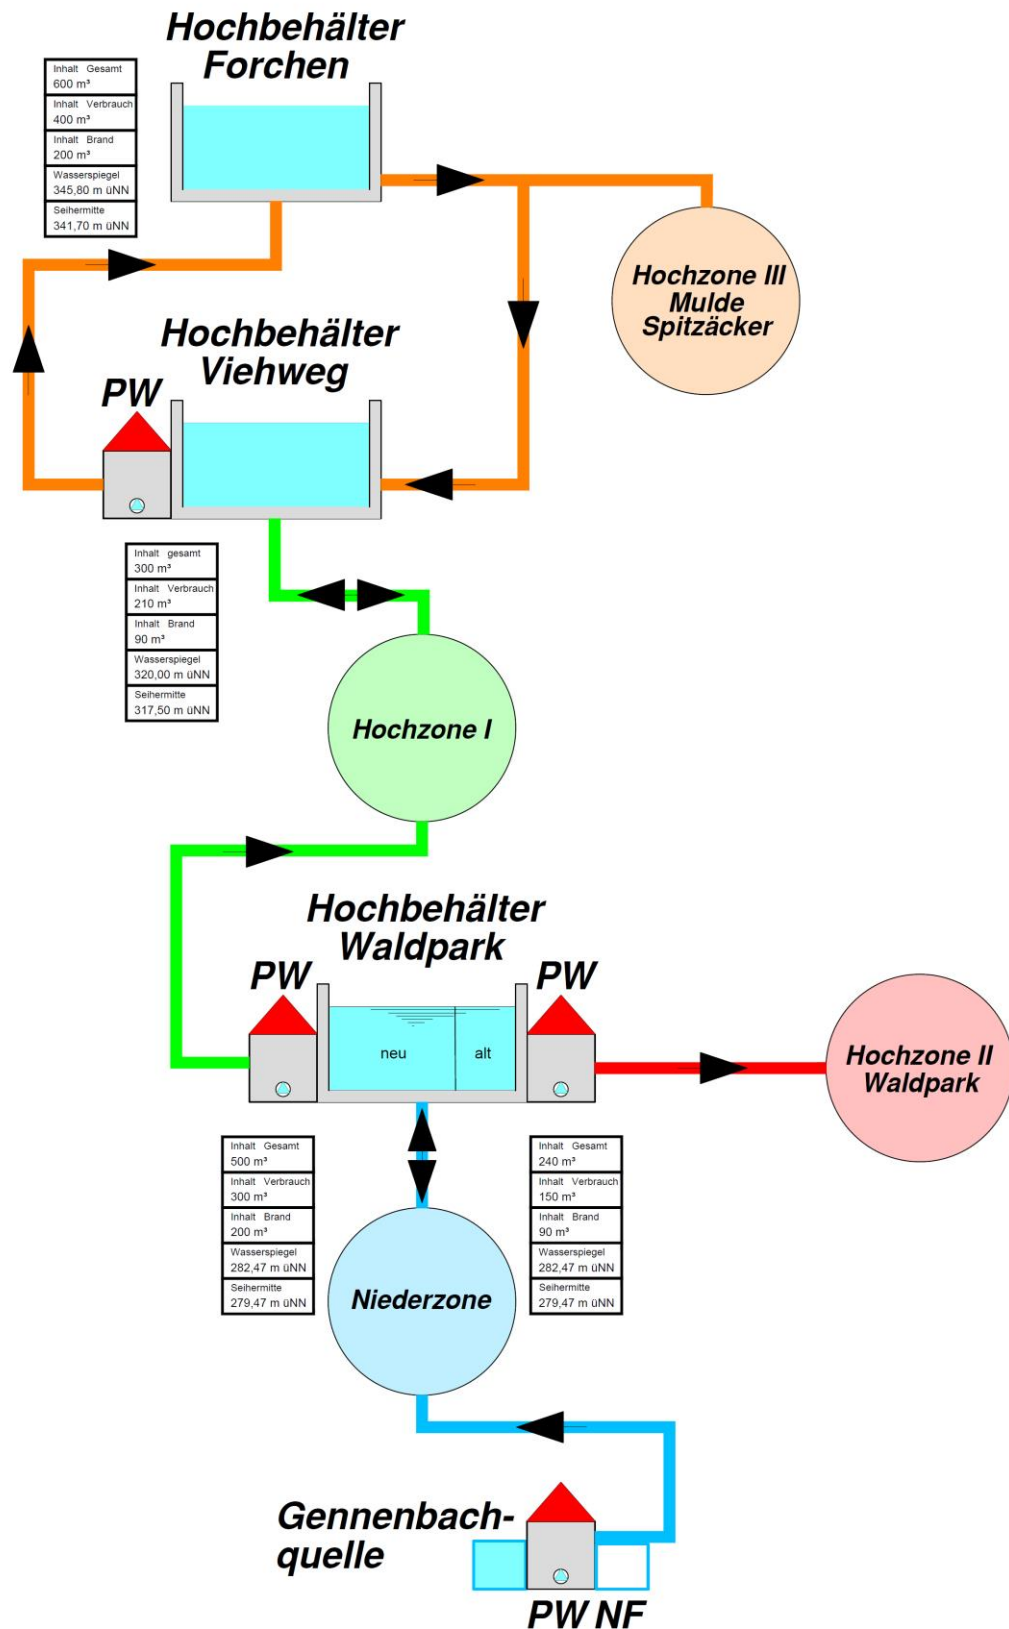 Hochbehälter
Forchen
Inhalt Gesamt
600 m³
Inhalt Verbrauch
400 m³
Inhalt Brand
200 m³
Wasserspiegel
345,80 m üNN
Seihermitte
341,70 m üNN
Hochzone III
Mulde
Spitzäcker
Hochbehälter
Viehweg
PW
Inhalt gesamt
300 m³
Inhalt Verbrauch
210 m³
Inhalt Brand
90 m³
Wasserspiegel
320,00 m üNN
Seihermitte
317,50 m üNN
Hochzone I
Hochbehälter
Waldpark
PW
PW
neu
alt
Hochzone II
Waldpark
Inhalt Gesamt
500 m³
Inhalt Verbrauch
300 m³
Inhalt Brand
200 m³
Wasserspiegel
282,47 m üNN
Seihermitte
279,47 m üNN
Inhalt Gesamt
240 m³
Inhalt Verbrauch
150 m³
Inhalt Brand
90 m³
Wasserspiegel
282,47 m üNN
Seihermitte
279,47 m üNN
Niederzone
Gennenbach-
quelle
PW NF